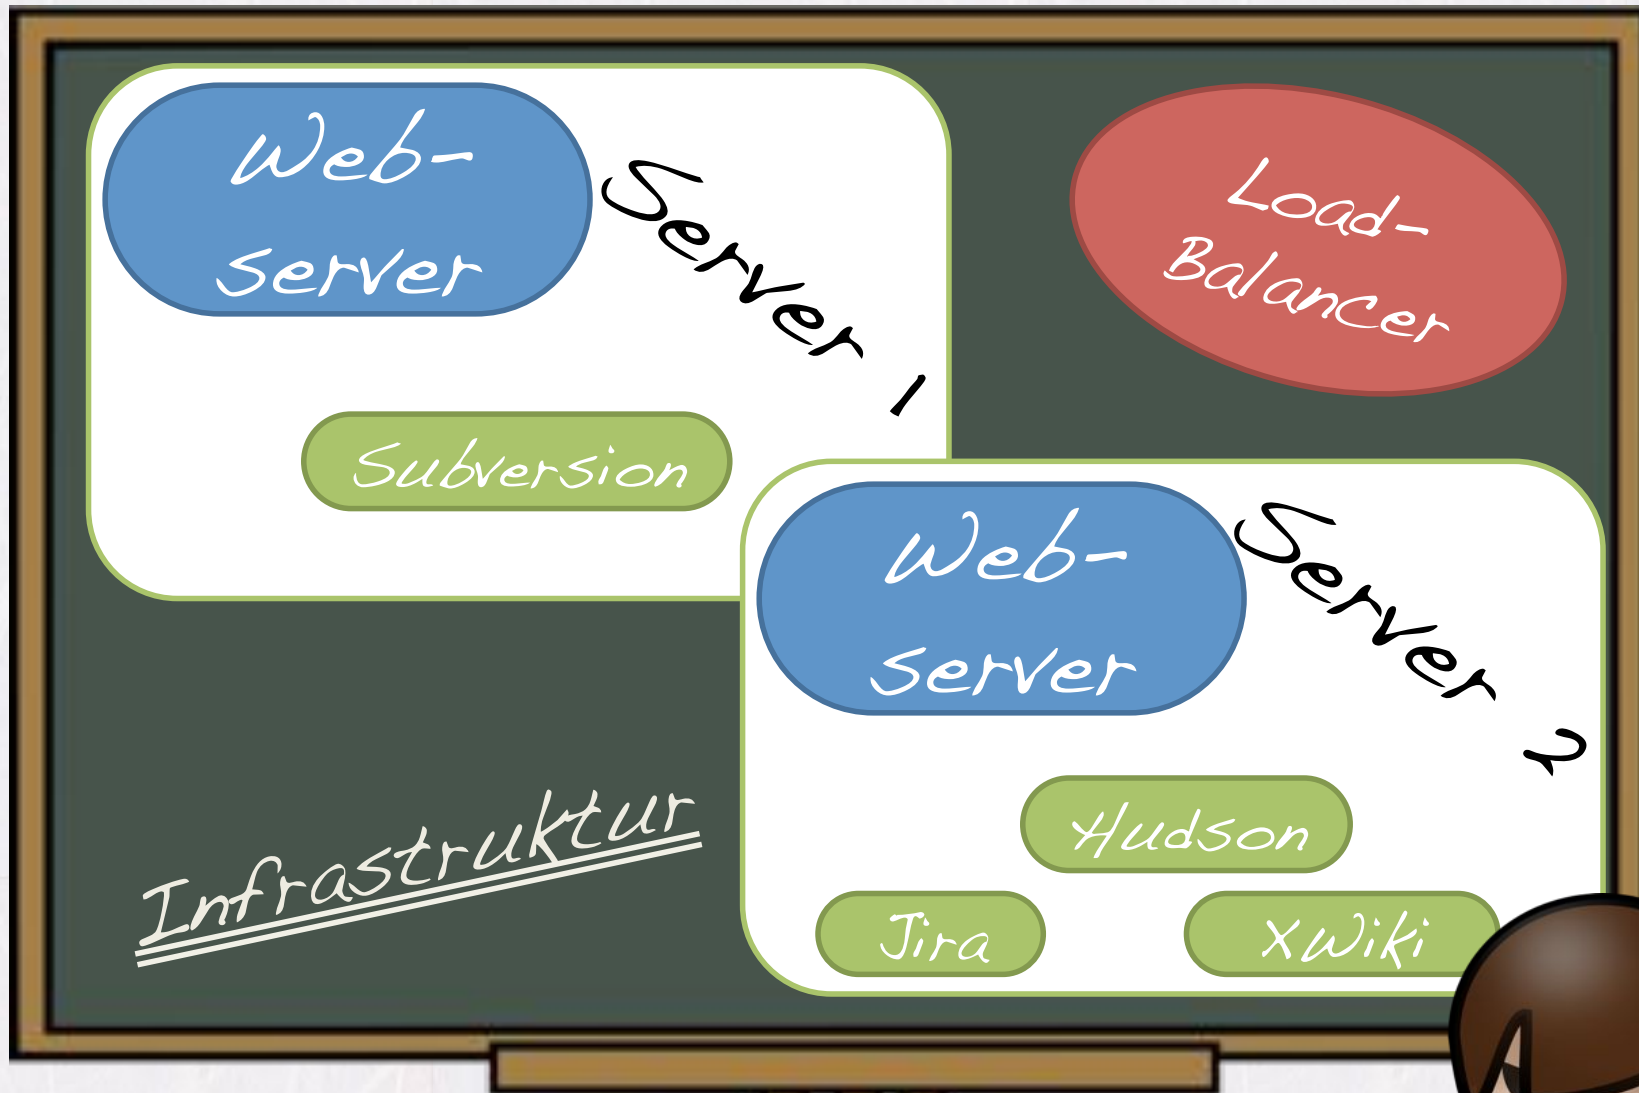 Web-
server
Server 1
Subversion
Load-
Balancer
Web-
server
Server 2
Hudson
Jira
XWiki
Infrastruktur